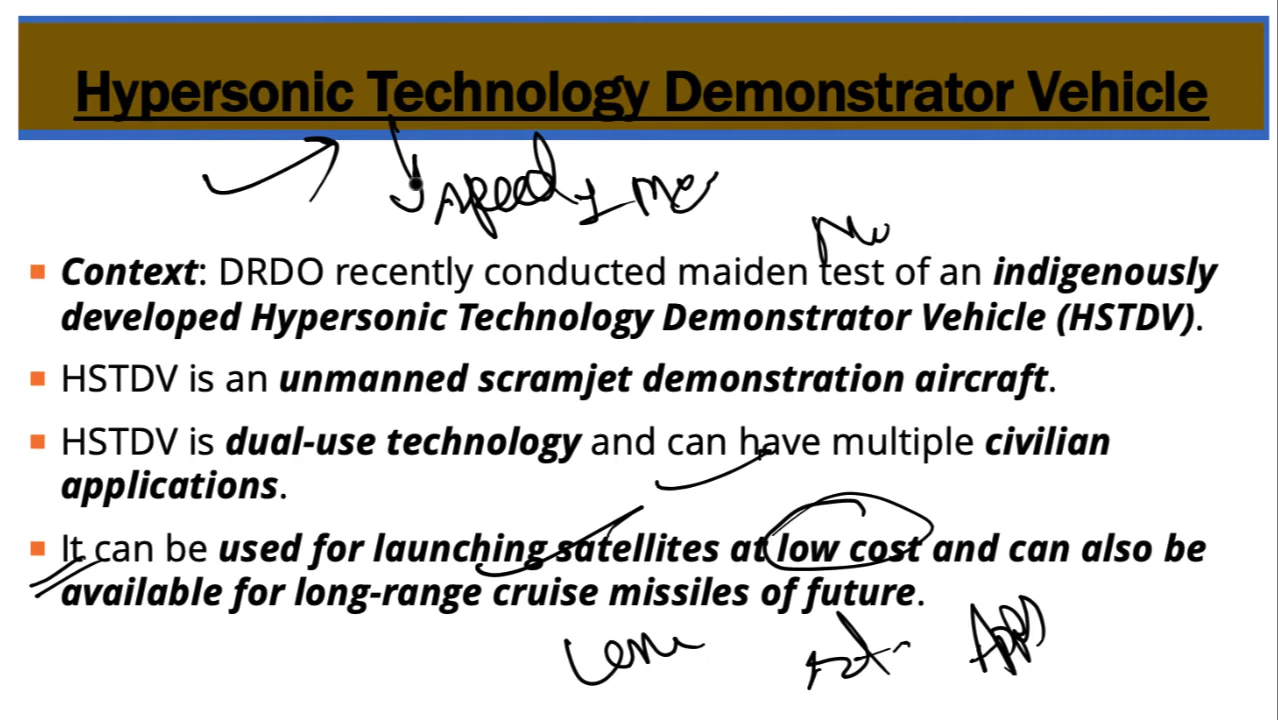 Hypersonic Technology Demonstrator Vehicle
speed
Context: DRDO recently conducted maiden test of an indigenously
developed Hypersonic Technology Demonstrator Vehicle (HSTDV).
HSTDV is an unmanned scramjet demonstration aircraft.
HSTDV is dual-use technology and can have multiple civilian
applications.
It can be used for launching satellites at low cost and can also be
available for long-range cruise missiles of future.